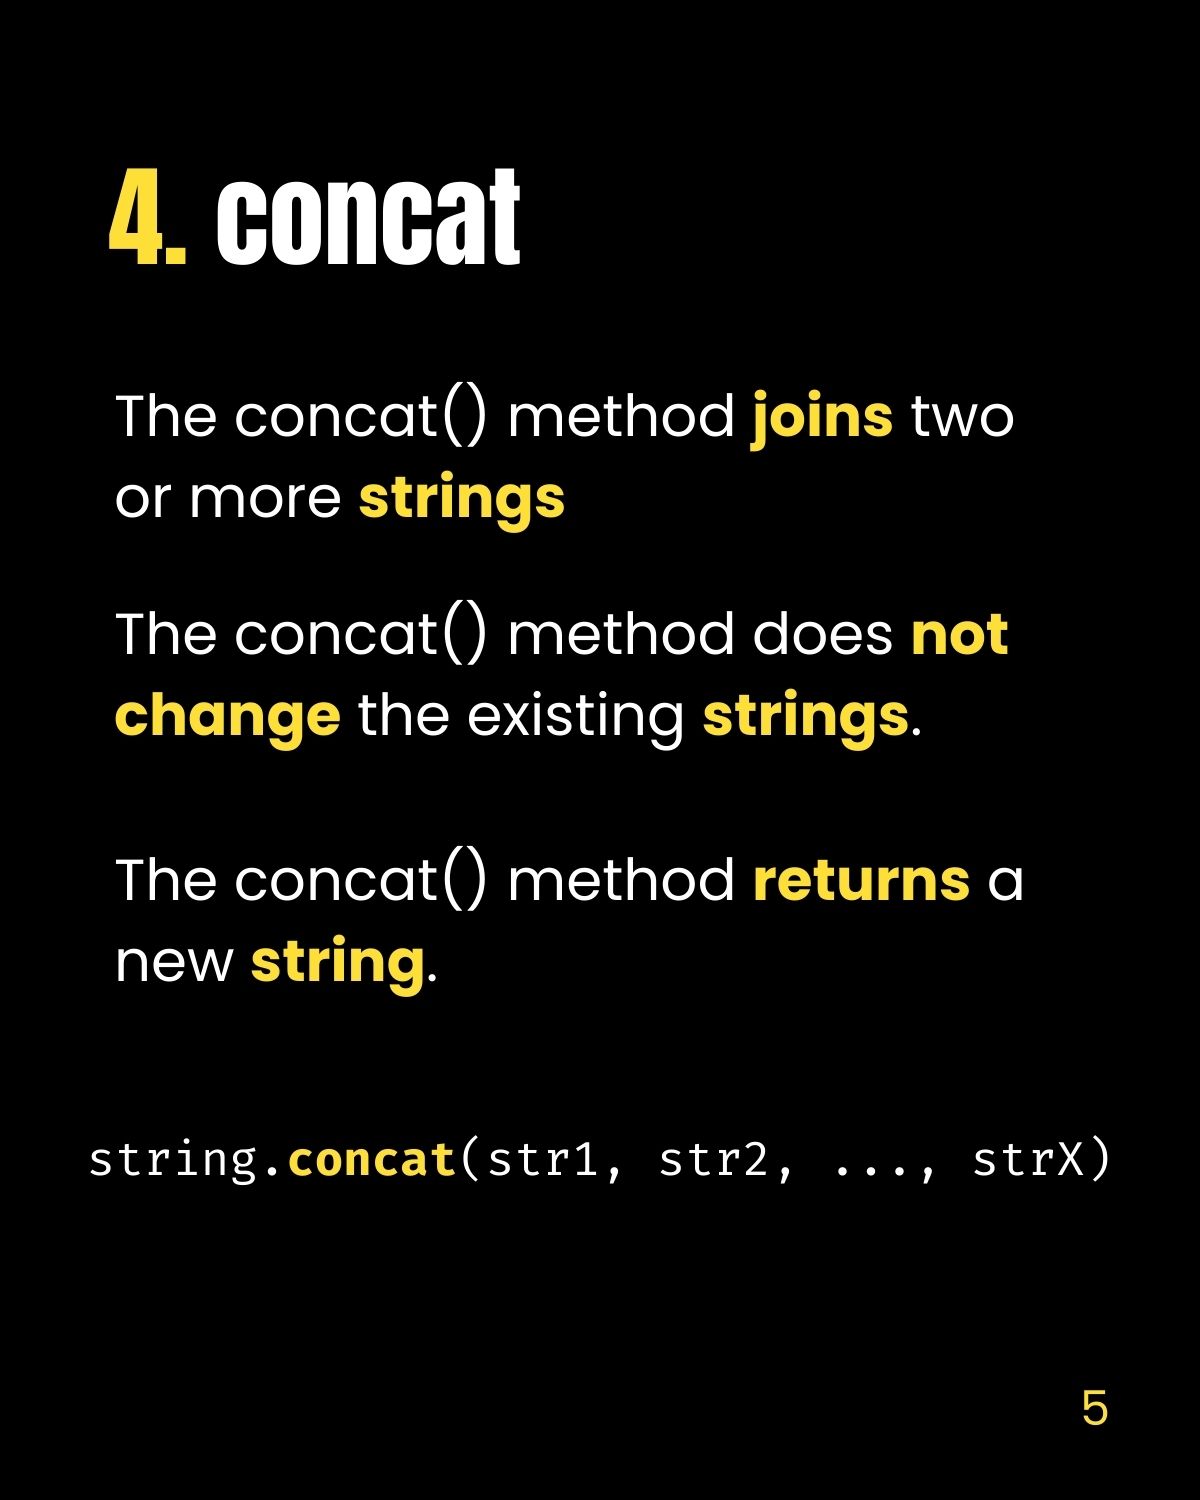 4. concat
The concat() method joins two
or more strings
The concat() method does not
change the existing strings.
The concat() method returns a
new string.
string.concat(str1, str2, ..., strX)
5